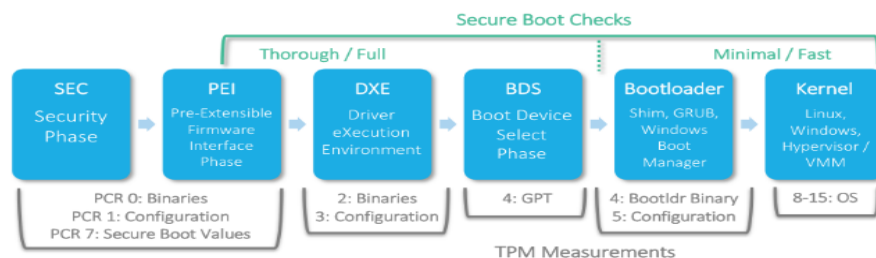 Secure Boot Checks
Thorough / Full
Minimal / Fast
SEC
Security
Phase
PEI
Pre-Extensible
Firmware
Interface
Phase
DXE
Driver
eXecution
Environment
BDS
Boot Device
Select
Phase
Bootloader
Shim, GRUB,
Windows
Boot
Manager
Kernel
Linux,
Windows,
Hypervisor /
VMM
PCR 0: Binaries
PCR 1: Configuration
PCR 7: Secure Boot Values
2: Binaries
3: Configuration
4: GPT
4: Bootldr Binary
5: Configuration
8-15: OS
TPM Measurements